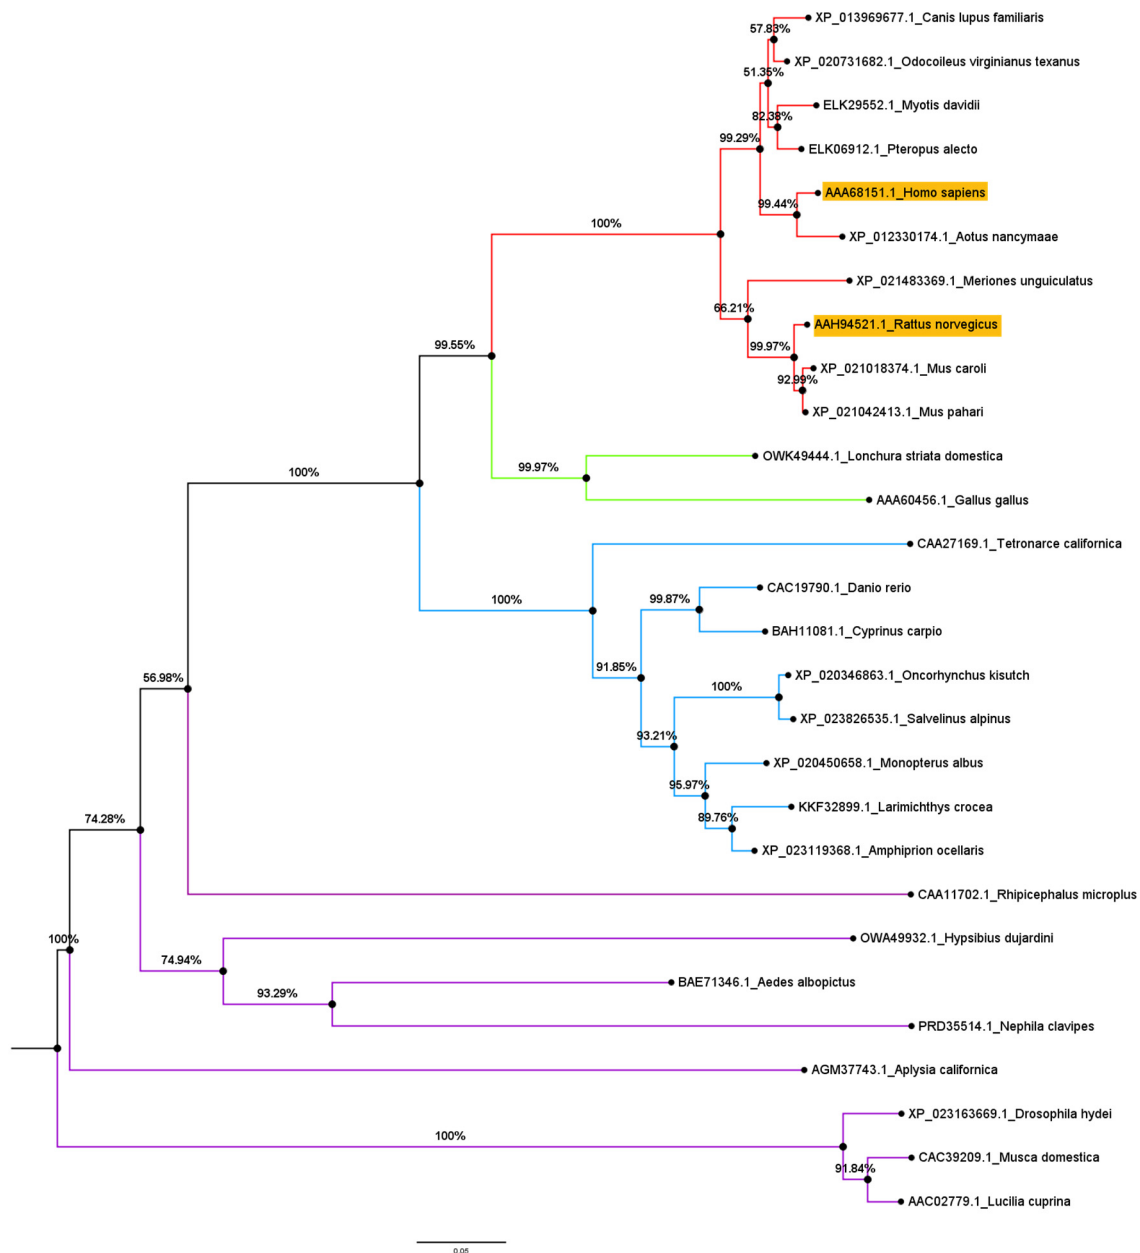 XP_013969677.1_Canis lupus familiaris
57.83%
XP_020731682.1_Odocoileus virginianus texanus
51.35%
ELK29552.1_Myotis davidii
82.38%
99.29%
ELK06912.1_Pteropus alecto
AAA68151.1_Homo sapiens
99.44%
100%
XP_012330174.1_Aotus nancymaae
XP_021483369.1_Meriones unguiculatus
66.21%
AAH94521.1_Rattus norvegicus
99.97%
99.55%
XP_021018374.1_Mus caroli
92.99%
XP_021042413.1_Mus pahari
OWK49444.1_Lonchura striata domestica
99.97%
100%
AAA60456.1_Gallus gallus
CAA27169.1_Tetronarce californica
CAC19790.1_Danio rerio
99.87%
100%
BAH11081.1_Cyprinus carpio
91.85%
XP_020346863.1_Oncorhynchus kisutch
56.98%
100%
XP_023826535.1_Salvelinus alpinus
93.21%
XP_020450658.1_Monopterus albus
95.97%
KKF32899.1_Larimichthys crocea
74.28%
89.76%
XP_023119368.1_Amphiprion ocellaris
CAA11702.1_Rhipicephalus microplus
100%
OWA49932.1_Hypsibius dujardini
74.94%
BAE71346.1_Aedes albopictus
93.29%
PRD35514.1_Nephila clavipes
AGM37743.1_Aplysia californica
XP_023163669.1_Drosophila hydei
100%
CAC39209.1_Musca domestica
91.84%
AAC02779.1_Lucilia cuprina
0.05